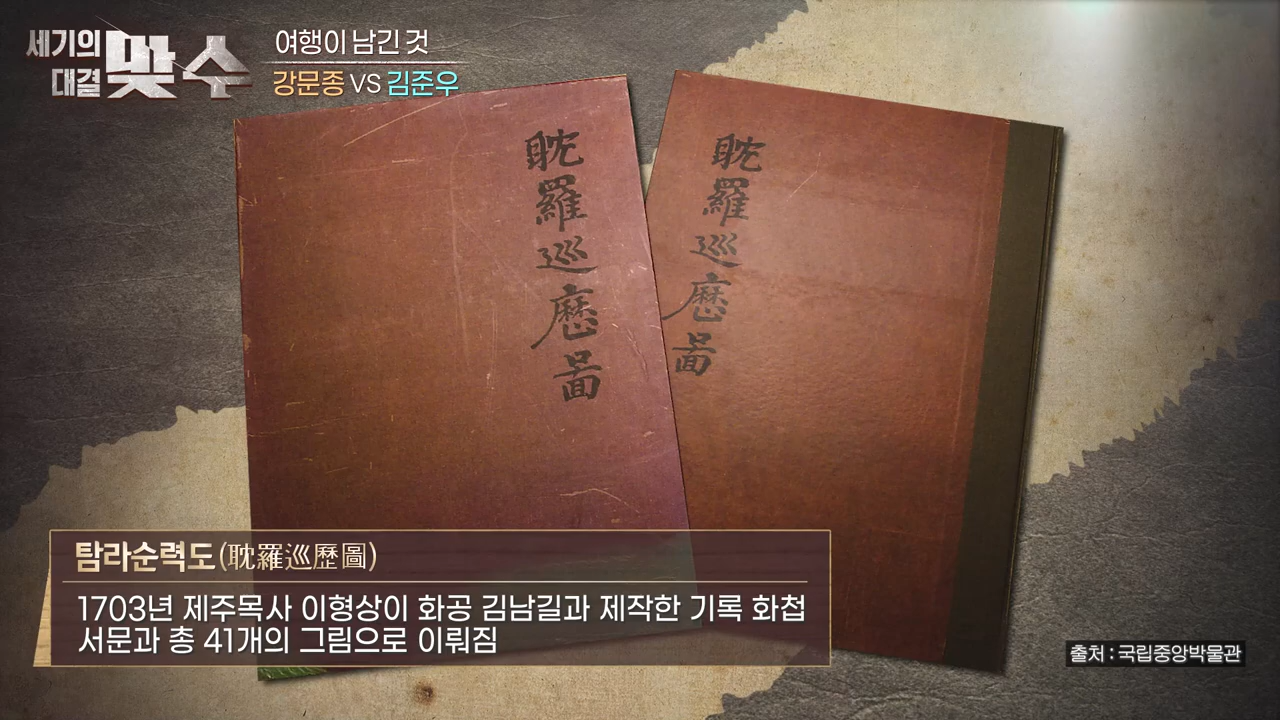 세기의 대결 맞수
여행이 남긴 것
강문종 VS 김준우
耽羅巡歷圖
耽羅巡歷圖
탐라순력도(耽羅巡歷圖)
1703년 제주목사 이형상이 화공 김남길과 제작한 기록 화첩
서문과 총 41개의 그림으로 이뤄짐
출처 : 국립중앙박물관